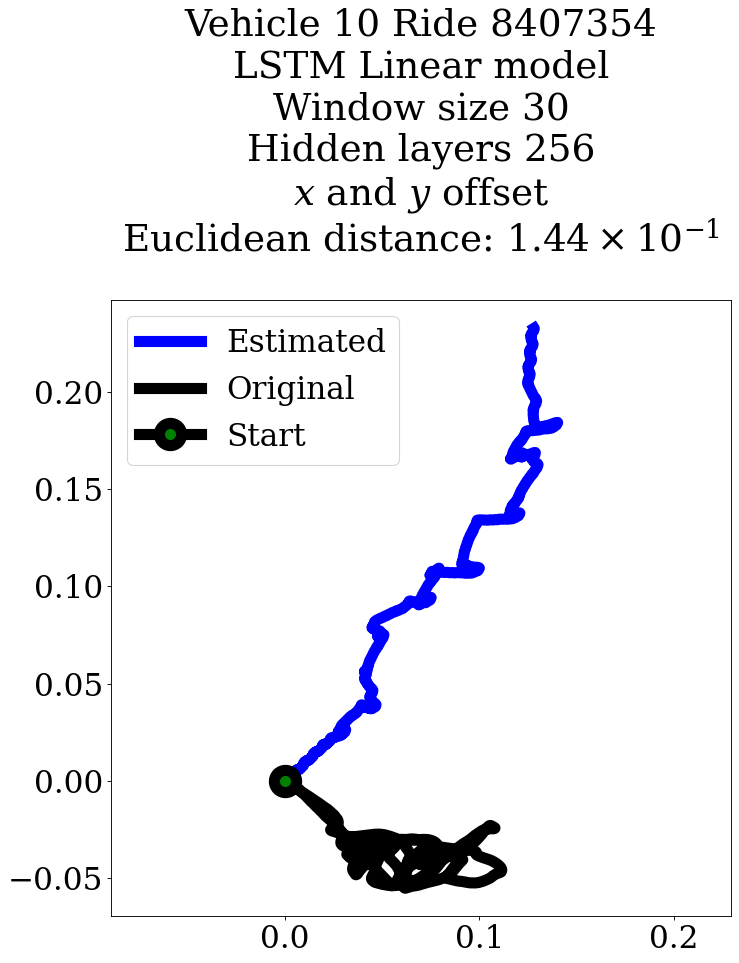 Vehicle 10 Ride 8407354
LSTM Linear model
Window size 30
Hidden layers 256
x and y offset
Euclidean distance: 1.44 × 10⁻¹
Estimated
Original
Start
0.20
0.15
0.10
0.05
0.00
−0.05
0.0 0.1 0.2